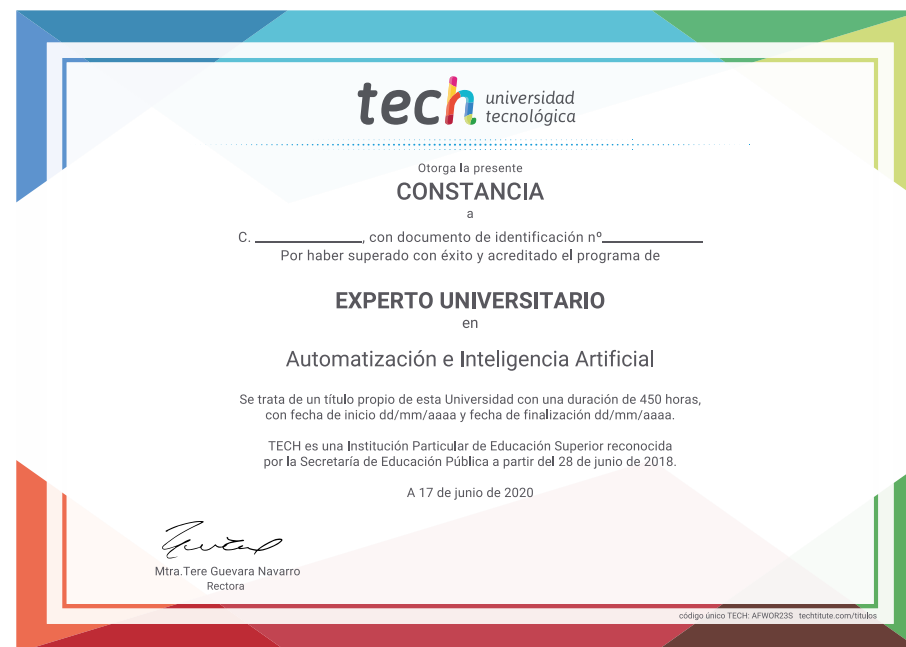 tech universidad
tecnológica
Otorga la presente
CONSTANCIA
a
C. ____________, con documento de identificación nº____________
Por haber superado con éxito y acreditado el programa de
EXPERTO UNIVERSITARIO
en
Automatización e Inteligencia Artificial
Se trata de un título propio de esta Universidad con una duración de 450 horas,
con fecha de inicio dd/mm/aaaa y fecha de finalización dd/mm/aaaa.
TECH es una Institución Particular de Educación Superior reconocida
por la Secretaría de Educación Pública a partir del 28 de junio de 2018.
A 17 de junio de 2020
Mtra.Tere Guevara Navarro
Rectora
código único TECH: AFWOR23S techtitute.com/titulos